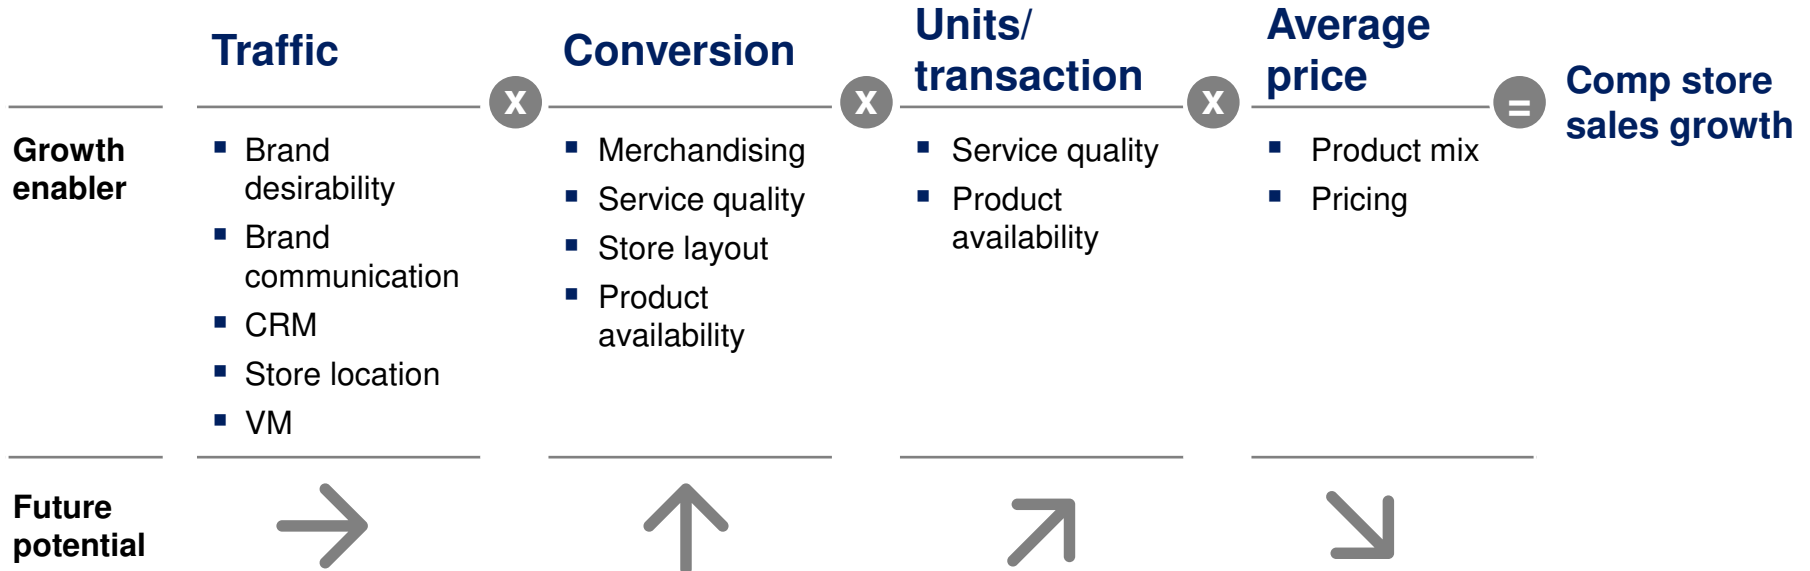 Traffic
x
Conversion
x
Units/
transaction
x
Average
price
=
Comp store
sales growth
Growth
enabler
Brand
desirability
Brand
communication
CRM
Store location
VM
Merchandising
Service quality
Store layout
Product
availability
Service quality
Product
availability
Product mix
Pricing
Future
potential